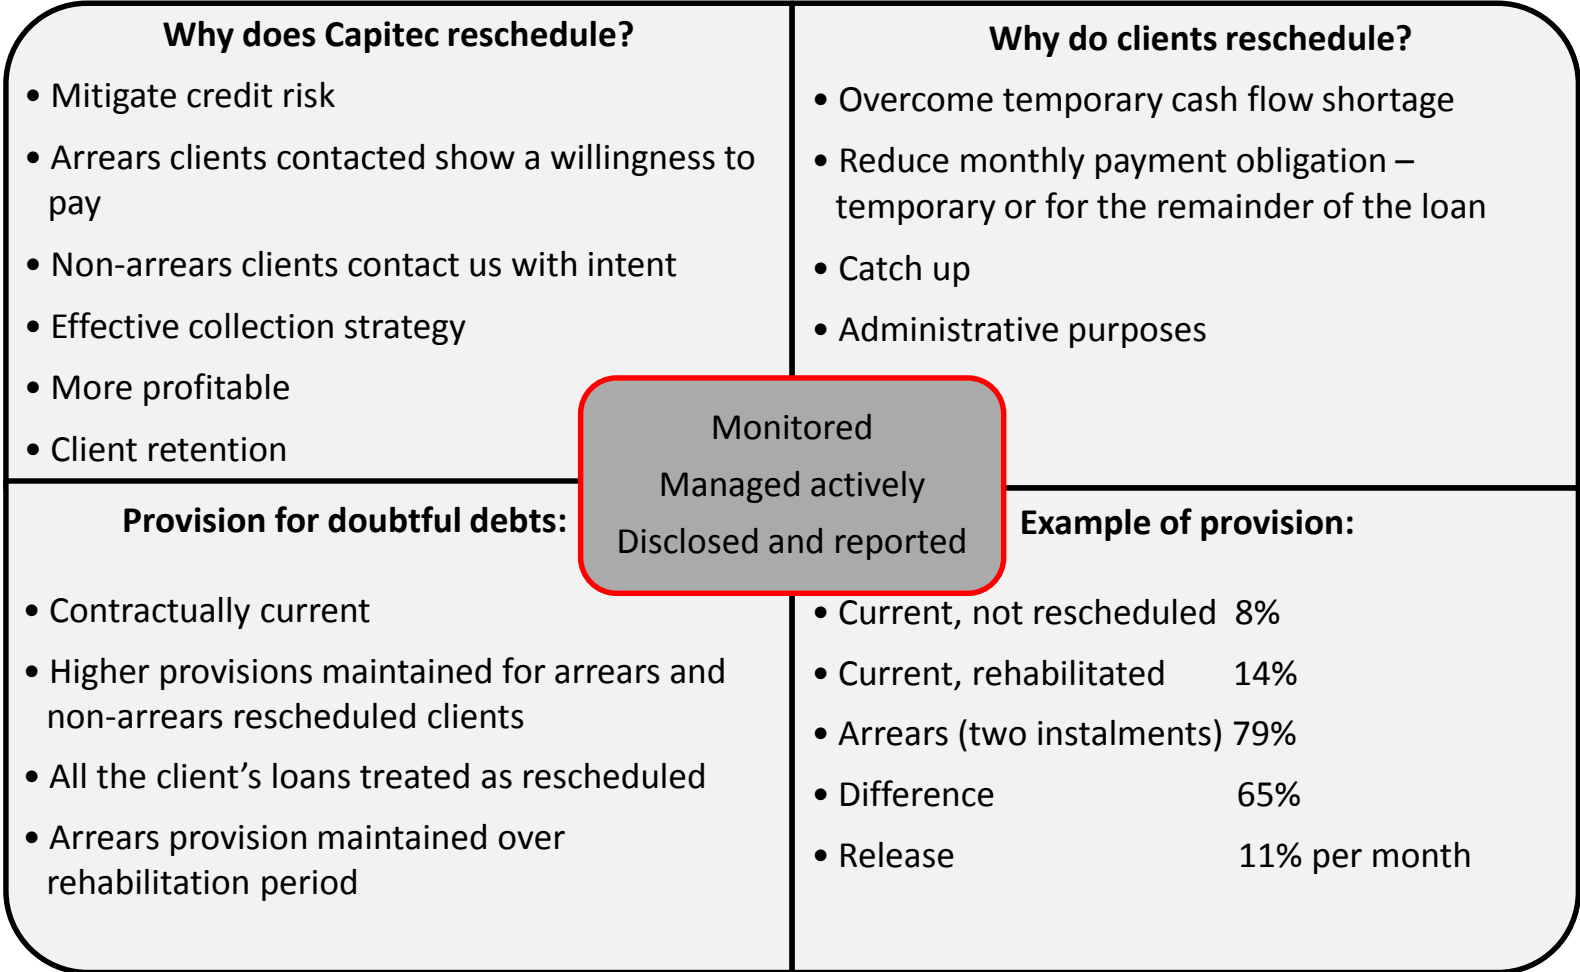 Why does Capitec reschedule?
• Mitigate credit risk
• Arrears clients contacted show a willingness to
pay
• Non-arrears clients contact us with intent
• Effective collection strategy
• More profitable
• Client retention
Why do clients reschedule?
• Overcome temporary cash flow shortage
• Reduce monthly payment obligation –
temporary or for the remainder of the loan
• Catch up
• Administrative purposes
Monitored
Managed actively
Disclosed and reported
Provision for doubtful debts:
• Contractually current
• Higher provisions maintained for arrears and
non-arrears rescheduled clients
• All the client’s loans treated as rescheduled
• Arrears provision maintained over
rehabilitation period
Example of provision:
• Current, not rescheduled 8%
• Current, rehabilitated 14%
• Arrears (two instalments) 79%
• Difference 65%
• Release 11% per month